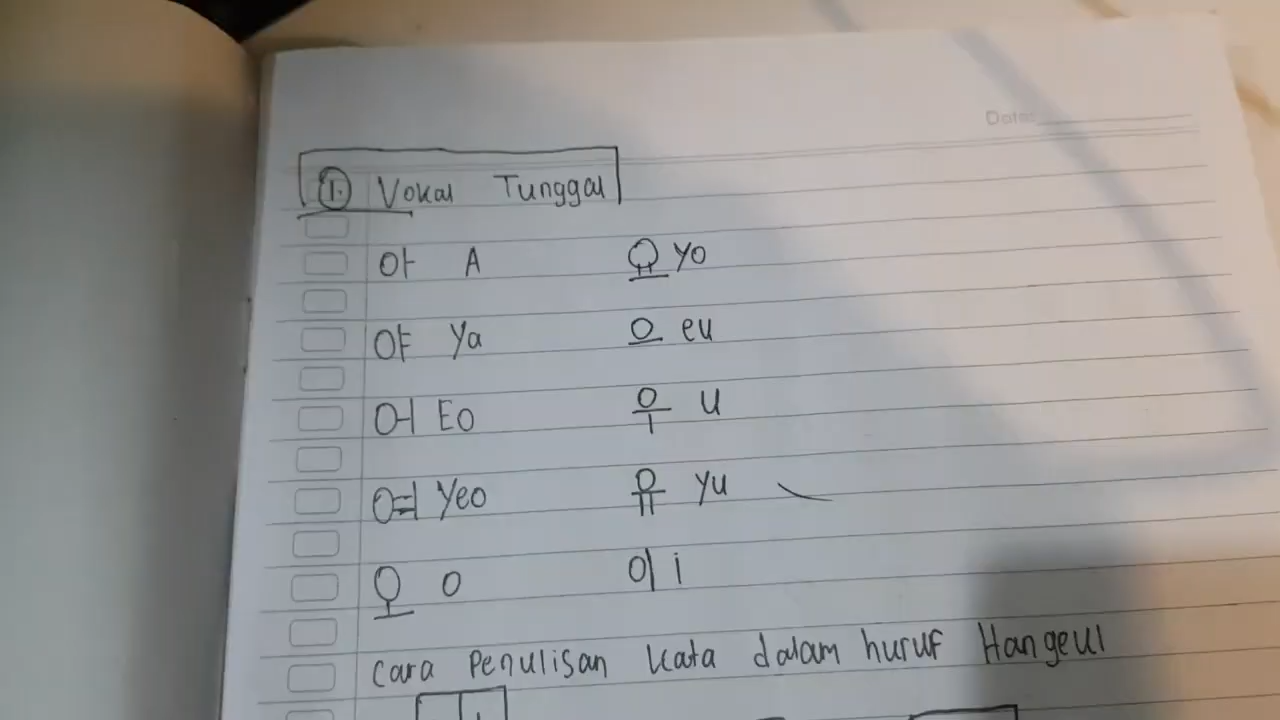 Date:
1. Vokal Tunggal
아 A 요 yo
야 Ya 으 eu
어 Eo 우 u
여 Yeo 유 yu
오 o 이 i
Cara Penulisan kata dalam huruf Hangeul